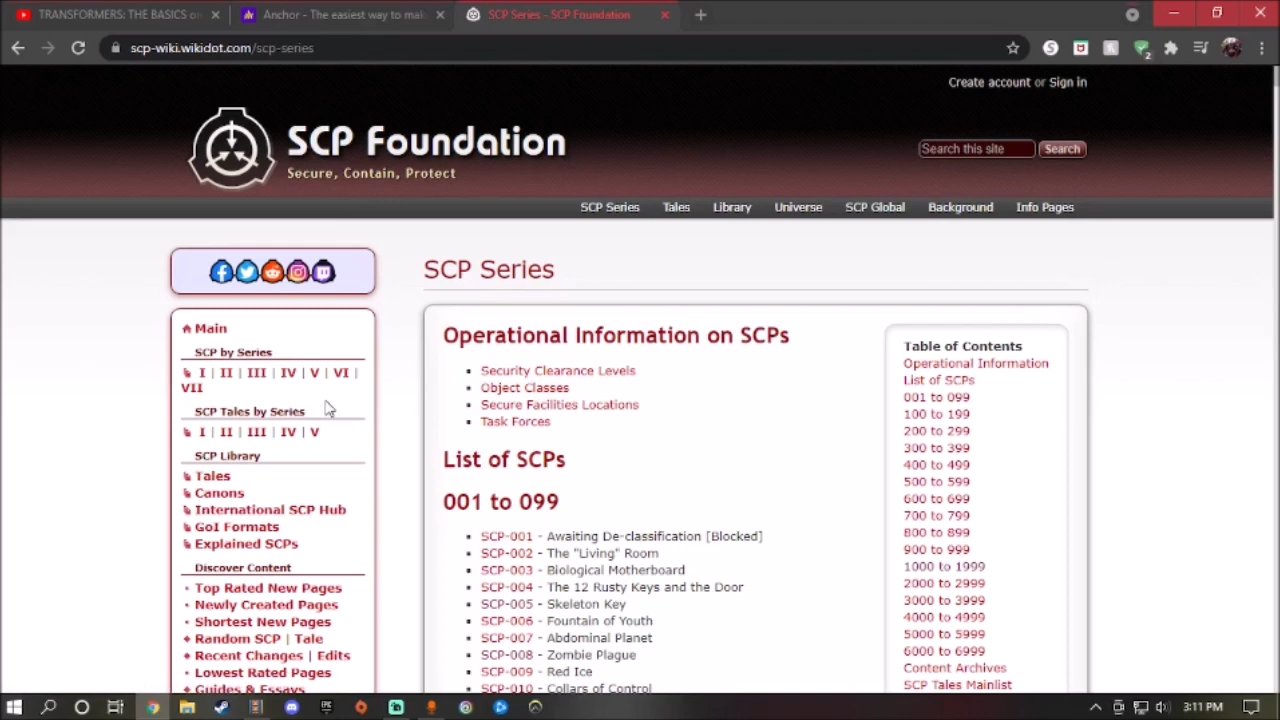 TRANSFORMERS: THE BASICS on
Anchor - The easiest way to mak
SCP Series - SCP Foundation
scp-wiki.wikidot.com/scp-series
2
Create account or Sign in
SCP Foundation
Secure, Contain, Protect
Search this site
Search
SCP Series Tales Library Universe SCP Global Background Info Pages
Main
SCP by Series
I | II | III | IV | V | VI |
VII
SCP Tales by Series
I | II | III | IV | V
SCP Library
Tales
Canons
International SCP Hub
GoI Formats
Explained SCPs
Discover Content
Top Rated New Pages
Newly Created Pages
Shortest New Pages
Random SCP | Tale
Recent Changes | Edits
Lowest Rated Pages
Guides & Essays
SCP Series
Operational Information on SCPs
Security Clearance Levels
Object Classes
Secure Facilities Locations
Task Forces
List of SCPs
001 to 099
SCP-001 - Awaiting De-classification [Blocked]
SCP-002 - The "Living" Room
SCP-003 - Biological Motherboard
SCP-004 - The 12 Rusty Keys and the Door
SCP-005 - Skeleton Key
SCP-006 - Fountain of Youth
SCP-007 - Abdominal Planet
SCP-008 - Zombie Plague
SCP-009 - Red Ice
SCP-010 - Collars of Control
Table of Contents
Operational Information
List of SCPs
001 to 099
100 to 199
200 to 299
300 to 399
400 to 499
500 to 599
600 to 699
700 to 799
800 to 899
900 to 999
1000 to 1999
2000 to 2999
3000 to 3999
4000 to 4999
5000 to 5999
6000 to 6999
Content Archives
SCP Tales Mainlist
3:11 PM